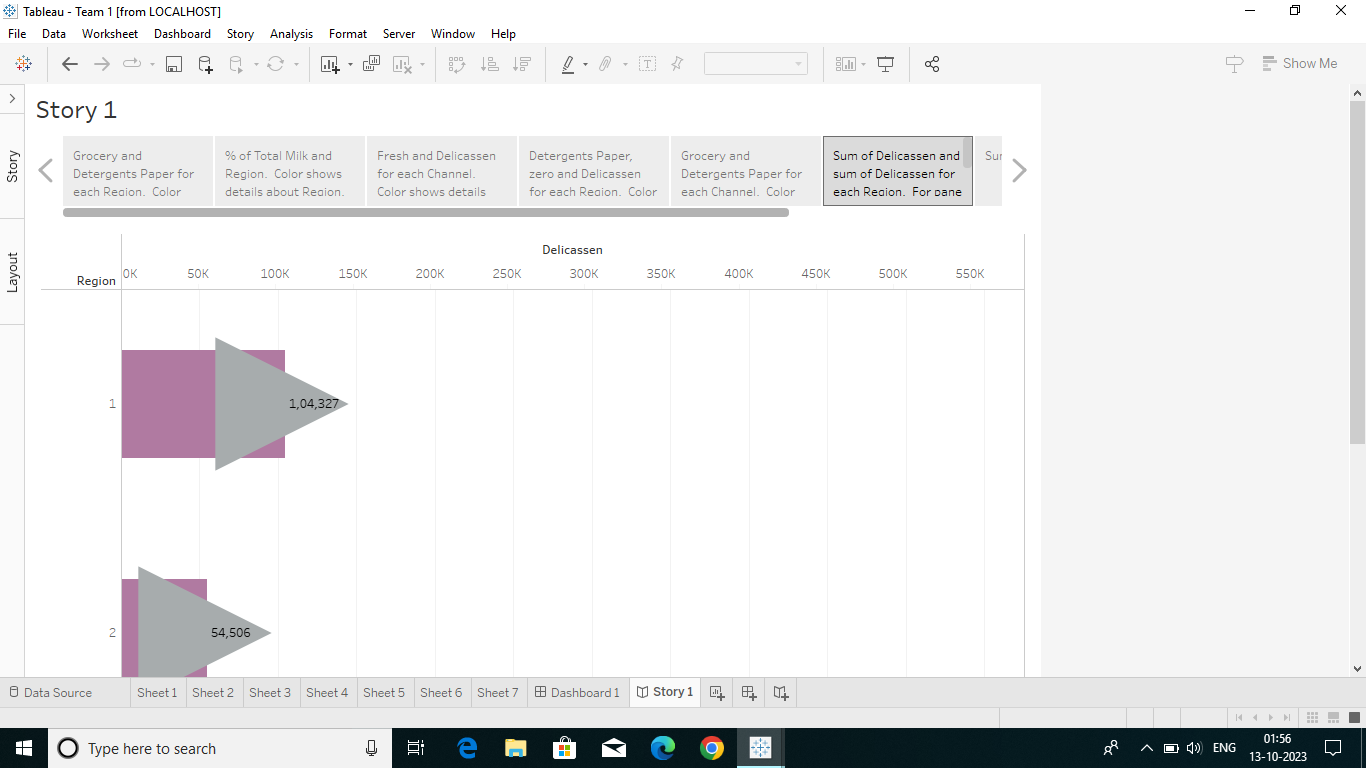 Tableau - Team 1 [from LOCALHOST]
File Data Worksheet Dashboard Story Analysis Format Server Window Help
Show Me
Story
Layout
Story 1
Grocery and
Detergents Paper for
each Region. Color
% of Total Milk and
Region. Color shows
details about Region.
Fresh and Delicassen
for each Channel.
Color shows details
Detergents Paper,
zero and Delicassen
for each Region. Color
Grocery and
Detergents Paper for
each Channel. Color
Sum of Delicassen and
sum of Delicassen for
each Region. For pane
Delicassen
Region 0K 50K 100K 150K 200K 250K 300K 350K 400K 450K 500K 550K
1 1,04,327
2 54,506
Data Source Sheet 1 Sheet 2 Sheet 3 Sheet 4 Sheet 5 Sheet 6 Sheet 7 Dashboard 1 Story 1
Type here to search
ENG
01:56
13-10-2023